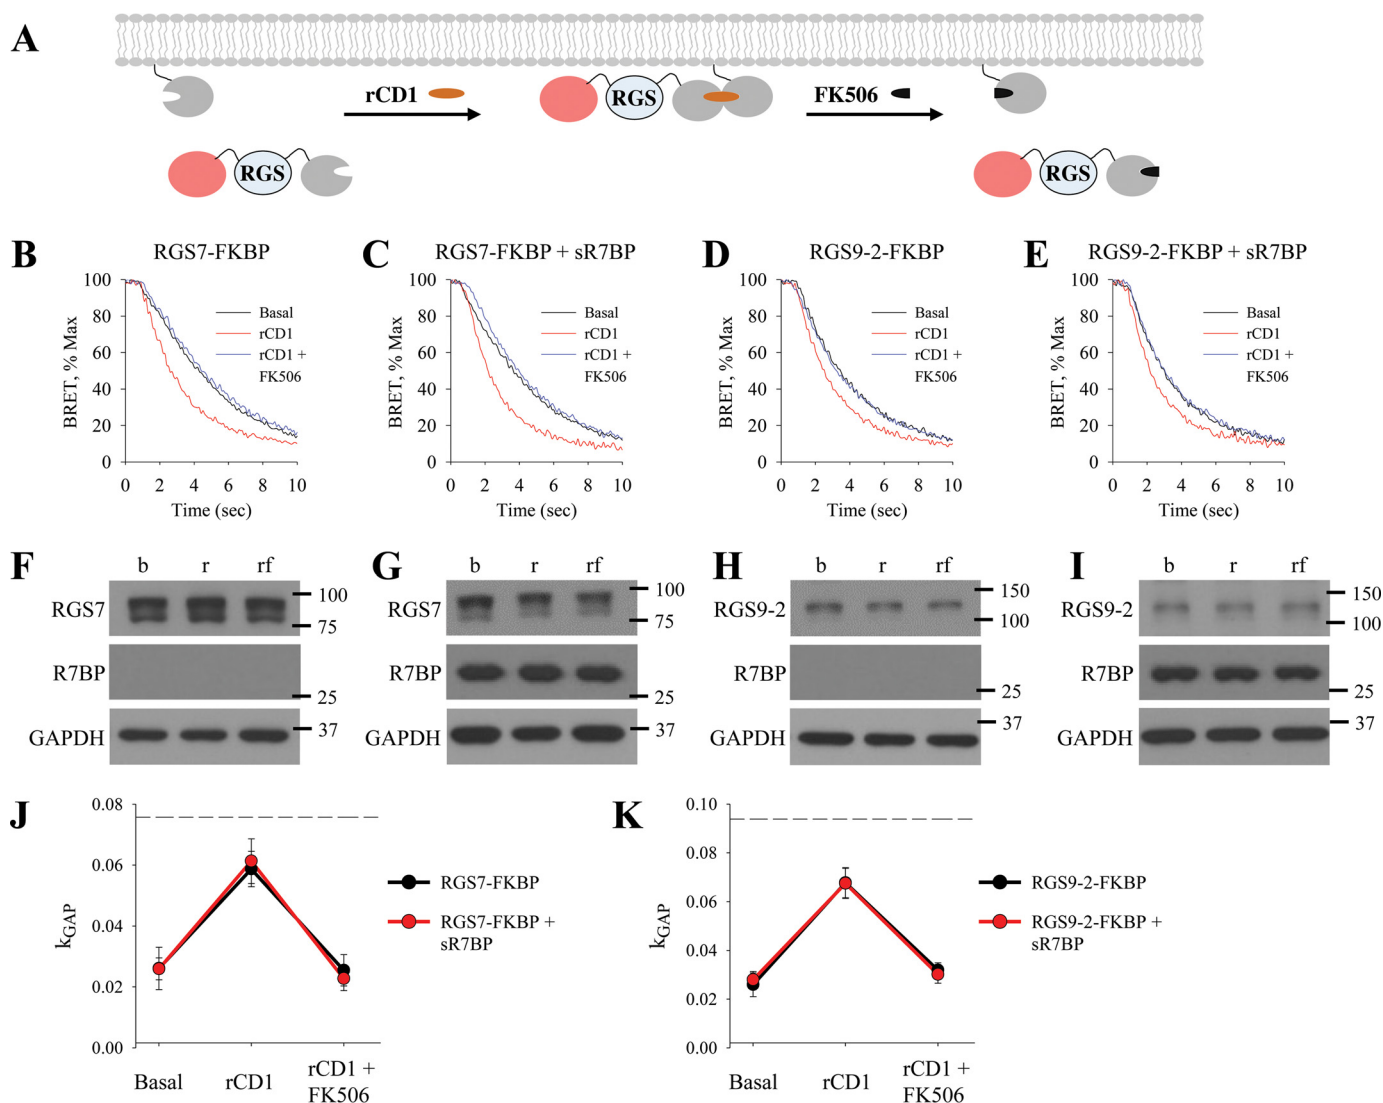 A
rCD1
RGS
FK506
RGS
RGS
B
RGS7-FKBP
BRET, % Max
100
80
60
40
20
0
Basal
rCD1
rCD1 +
FK506
0 2 4 6 8 10
Time (sec)
C
RGS7-FKBP + sR7BP
BRET, % Max
100
80
60
40
20
0
Basal
rCD1
rCD1 +
FK506
0 2 4 6 8 10
Time (sec)
D
RGS9-2-FKBP
BRET, % Max
100
80
60
40
20
0
Basal
rCD1
rCD1 +
FK506
0 2 4 6 8 10
Time (sec)
E
RGS9-2-FKBP + sR7BP
BRET, % Max
100
80
60
40
20
0
Basal
rCD1
rCD1 +
FK506
0 2 4 6 8 10
Time (sec)
F
b r rf
RGS7
100
75
R7BP
25
GAPDH
37
G
b r rf
RGS7
100
75
R7BP
25
GAPDH
37
H
b r rf
RGS9-2
150
100
R7BP
25
GAPDH
37
I
b r rf
RGS9-2
150
100
R7BP
25
GAPDH
37
J
kGAP
0.08
0.06
0.04
0.02
0.00
RGS7-FKBP
RGS7-FKBP +
sR7BP
Basal rCD1 rCD1 +
FK506
K
kGAP
0.10
0.08
0.06
0.04
0.02
0.00
RGS9-2-FKBP
RGS9-2-FKBP +
sR7BP
Basal rCD1 rCD1 +
FK506